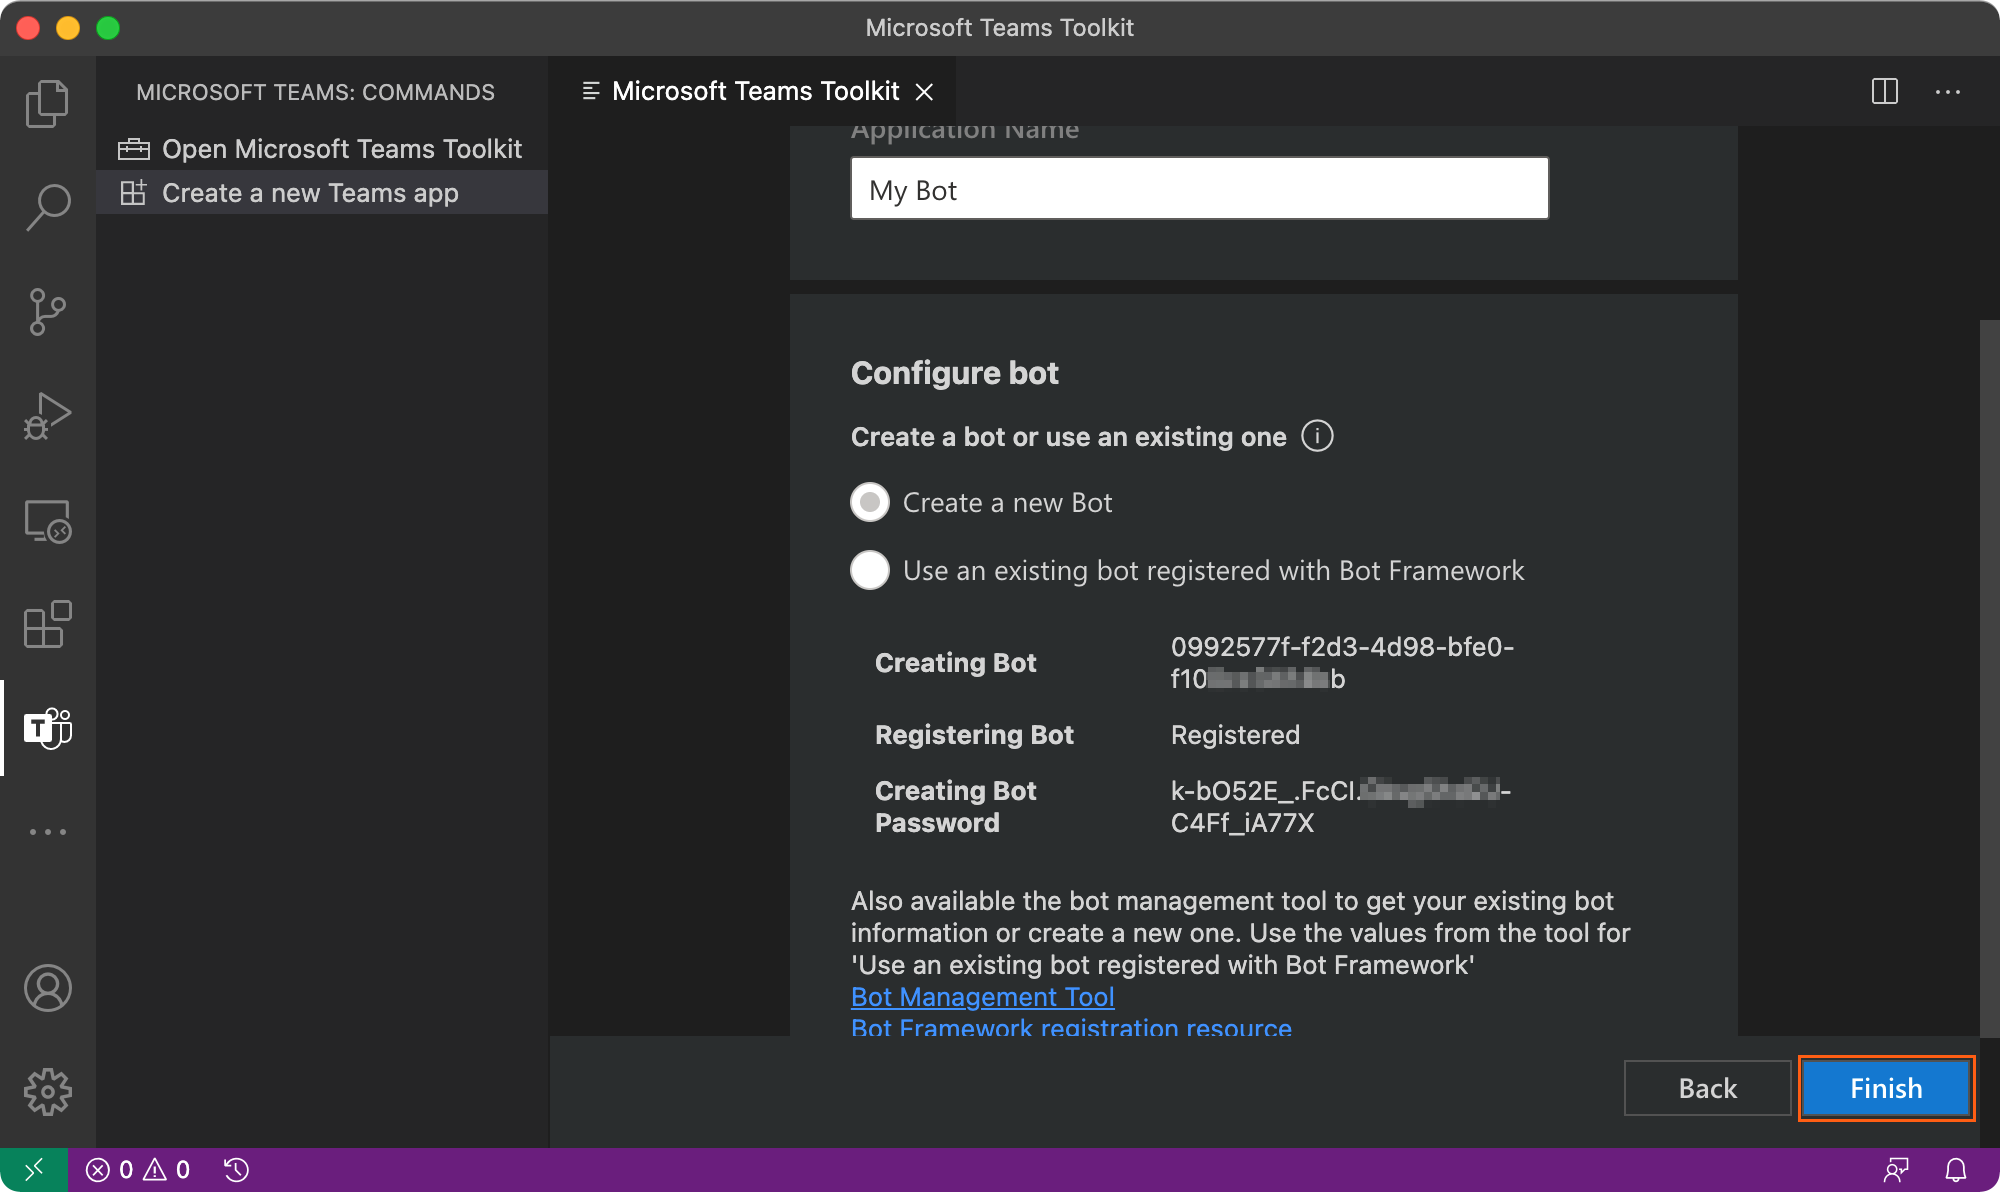 Microsoft Teams Toolkit
MICROSOFT TEAMS: COMMANDS
Open Microsoft Teams Toolkit
Create a new Teams app
Microsoft Teams Toolkit
Application Name
My Bot
Configure bot
Create a bot or use an existing one
Create a new Bot
Use an existing bot registered with Bot Framework
Creating Bot
0992577f-f2d3-4d98-bfe0-
f10 b
Registering Bot
Registered
Creating Bot
Password
k-bO52E_.FcCl. -
C4Ff_iA77X
Also available the bot management tool to get your existing bot
information or create a new one. Use the values from the tool for
'Use an existing bot registered with Bot Framework'
Bot Management Tool
Bot Framework registration resource
Back
Finish
0 0